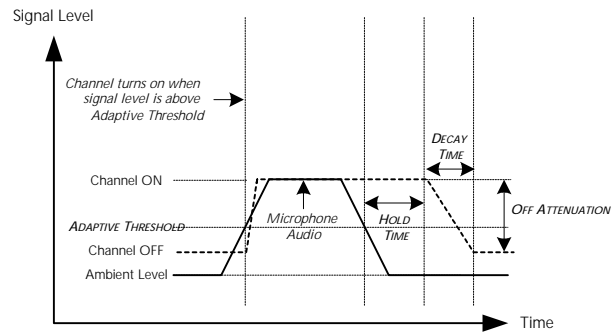 Signal Level
Channel turns on when
signal level is above
Adaptive Threshold
DECAY
TIME
Channel ON
OFF ATTENUATION
ADAPTIVE THRESHOLD
Microphone
Audio
HOLD
TIME
Channel OFF
Ambient Level
Time